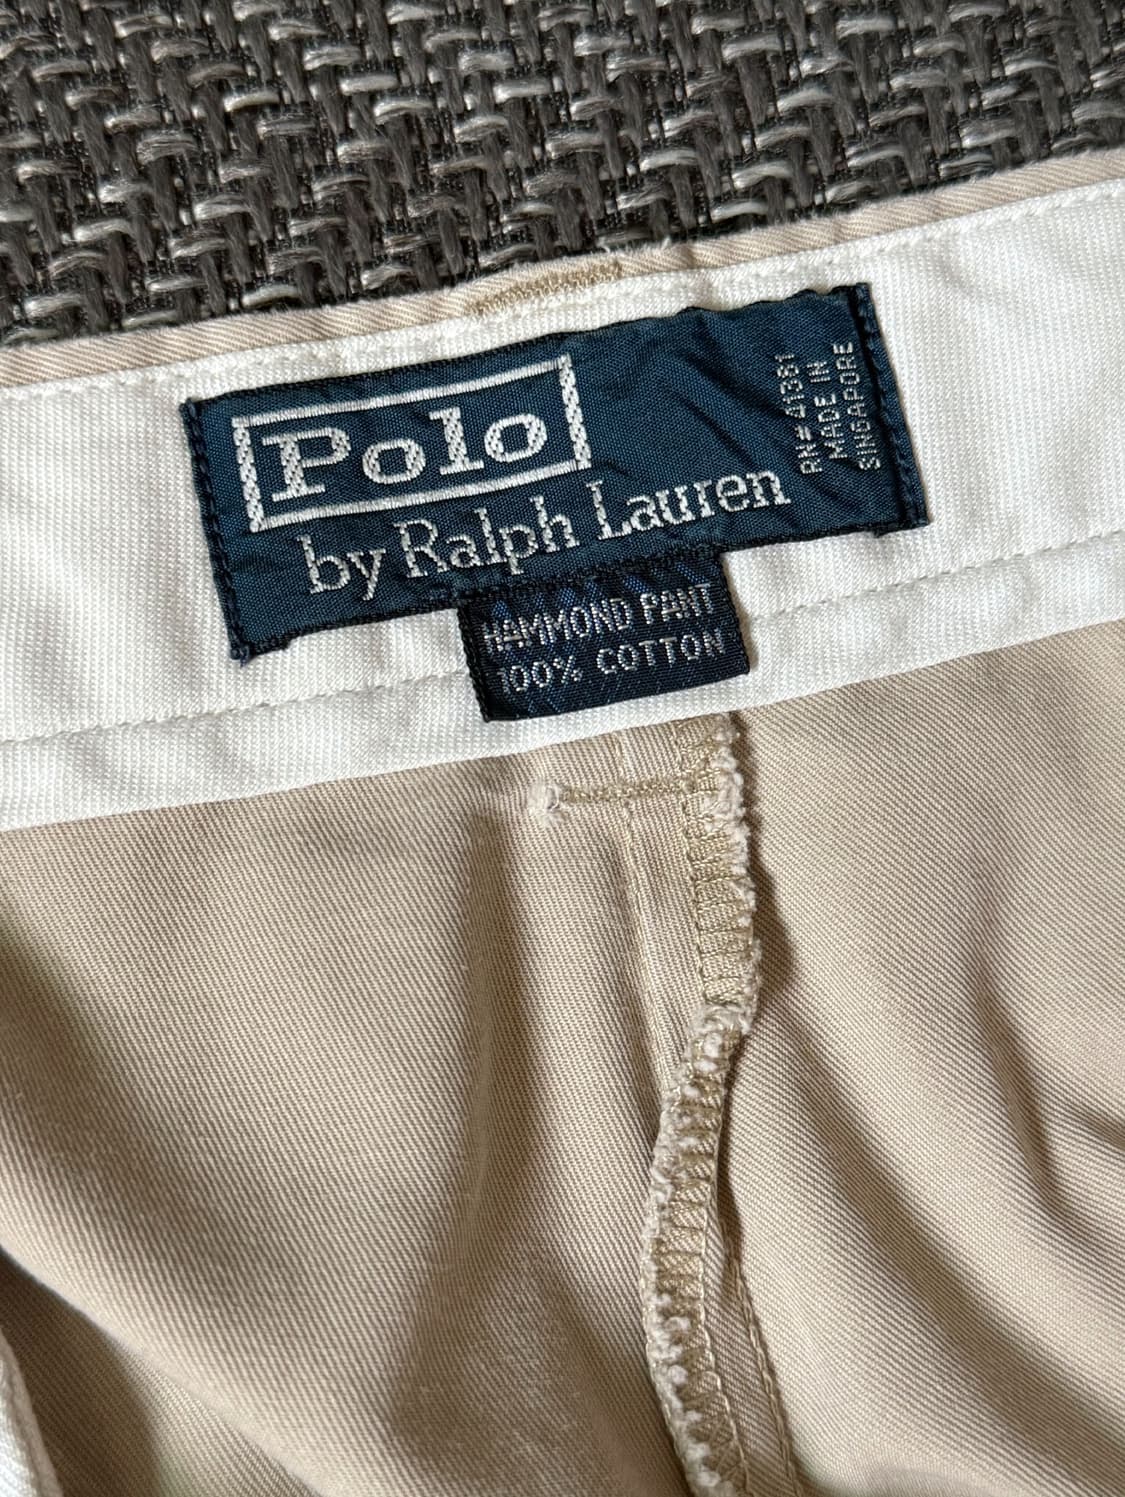 Polo
by Ralph Lauren
RN# 41381
MADE IN
SINGAPORE
HAMMOND PANT
100% COTTON